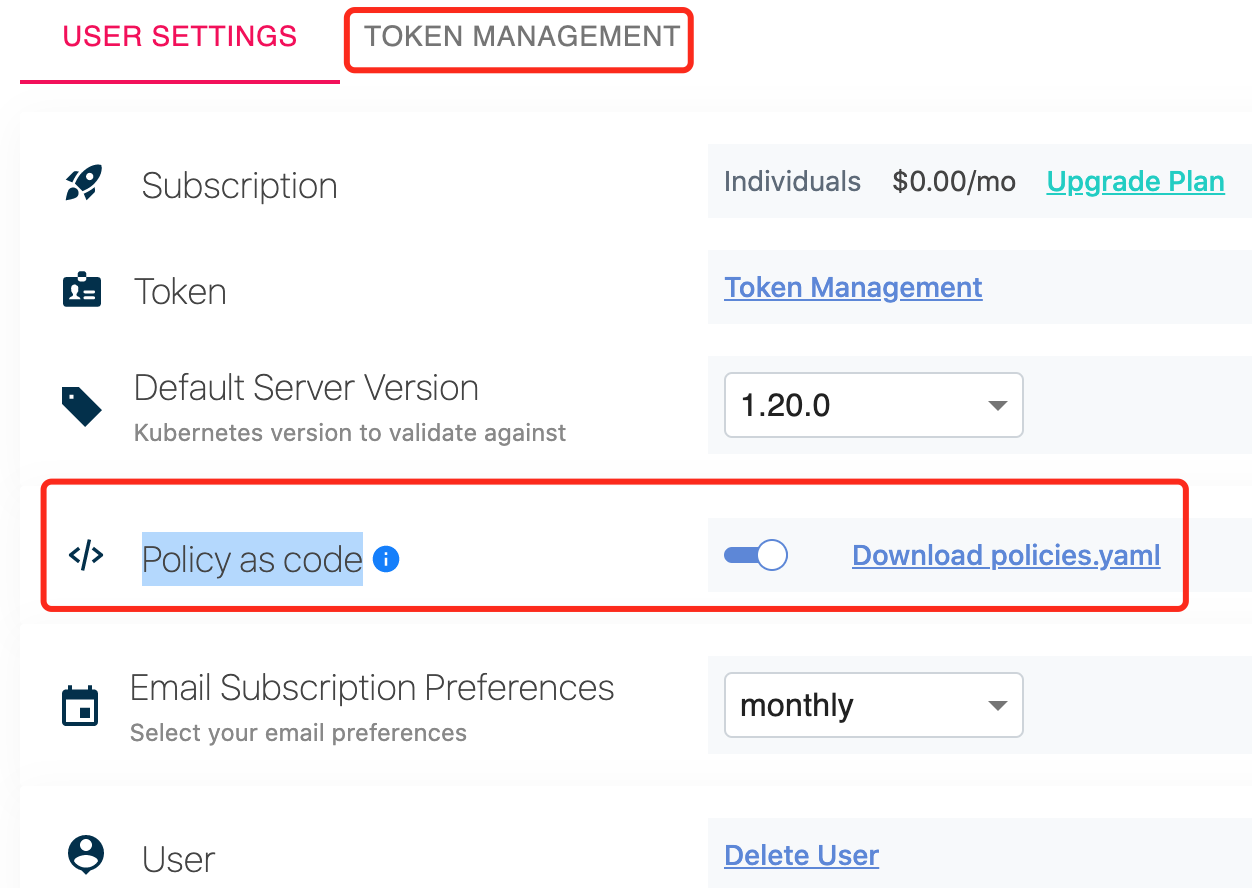 USER SETTINGS TOKEN MANAGEMENT
Subscription Individuals $0.00/mo Upgrade Plan
Token Token Management
Default Server Version
Kubernetes version to validate against
1.20.0
Policy as code Download policies.yaml
Email Subscription Preferences
Select your email preferences
monthly
User Delete User